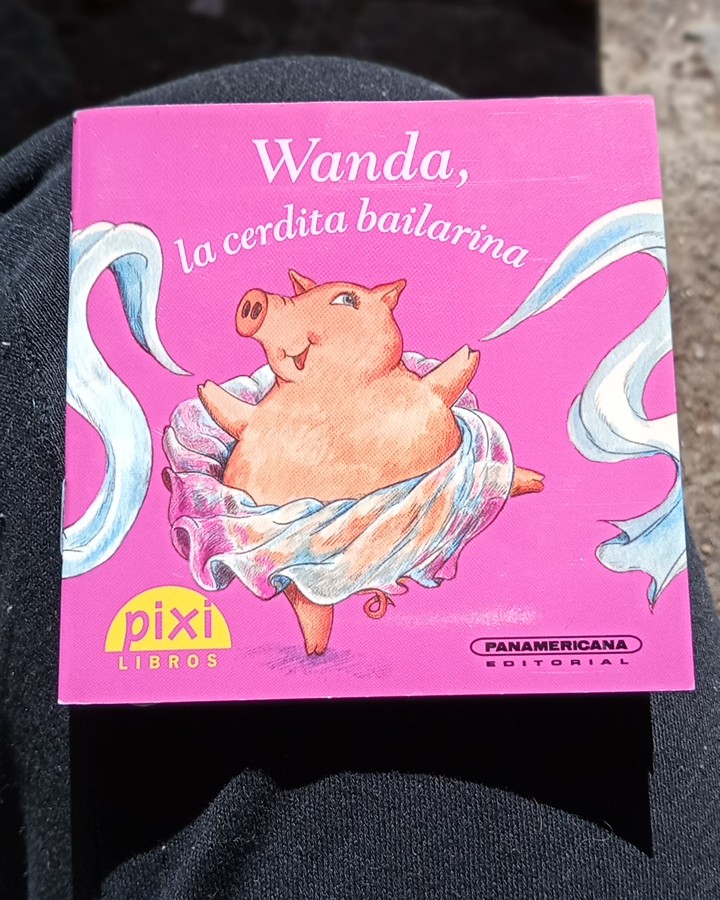 Wanda,
la cerdita bailarina
pixi
LIBROS
PANAMERICANA
EDITORIAL